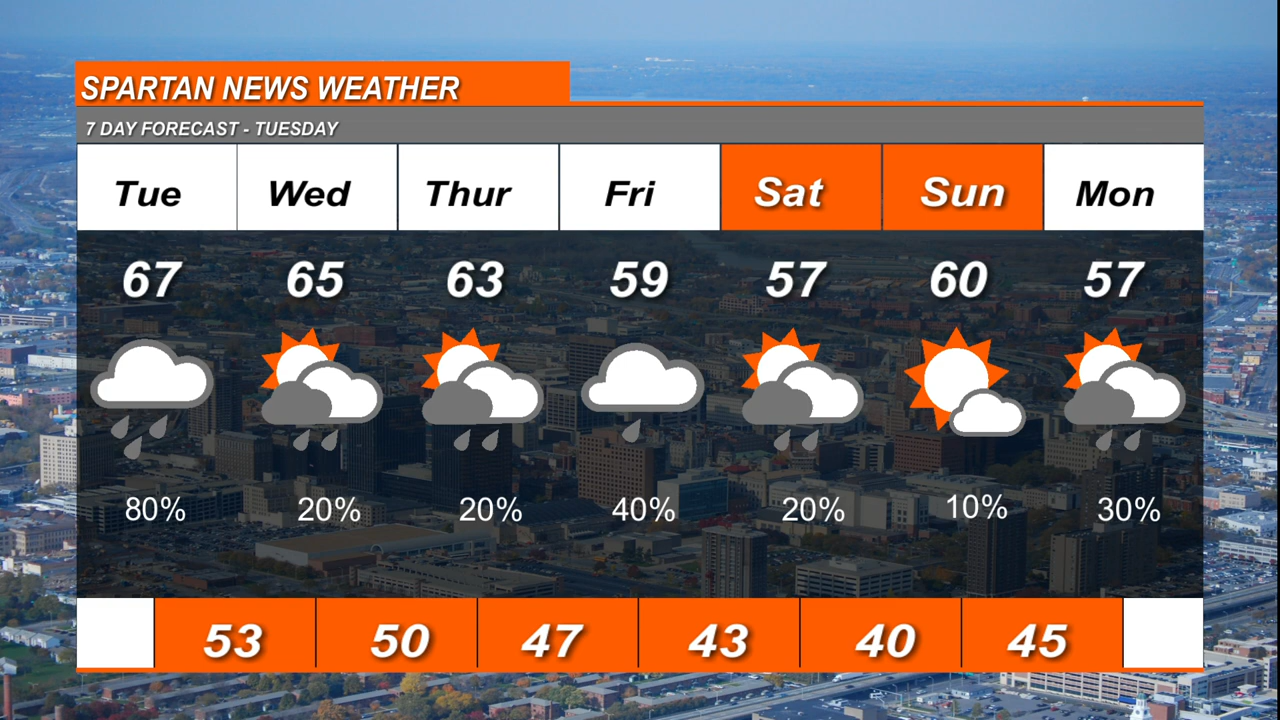 SPARTAN NEWS WEATHER
7 DAY FORECAST - TUESDAY
Tue Wed Thur Fri Sat Sun Mon
67 65 63 59 57 60 57
80% 20% 20% 40% 20% 10% 30%
53 50 47 43 40 45